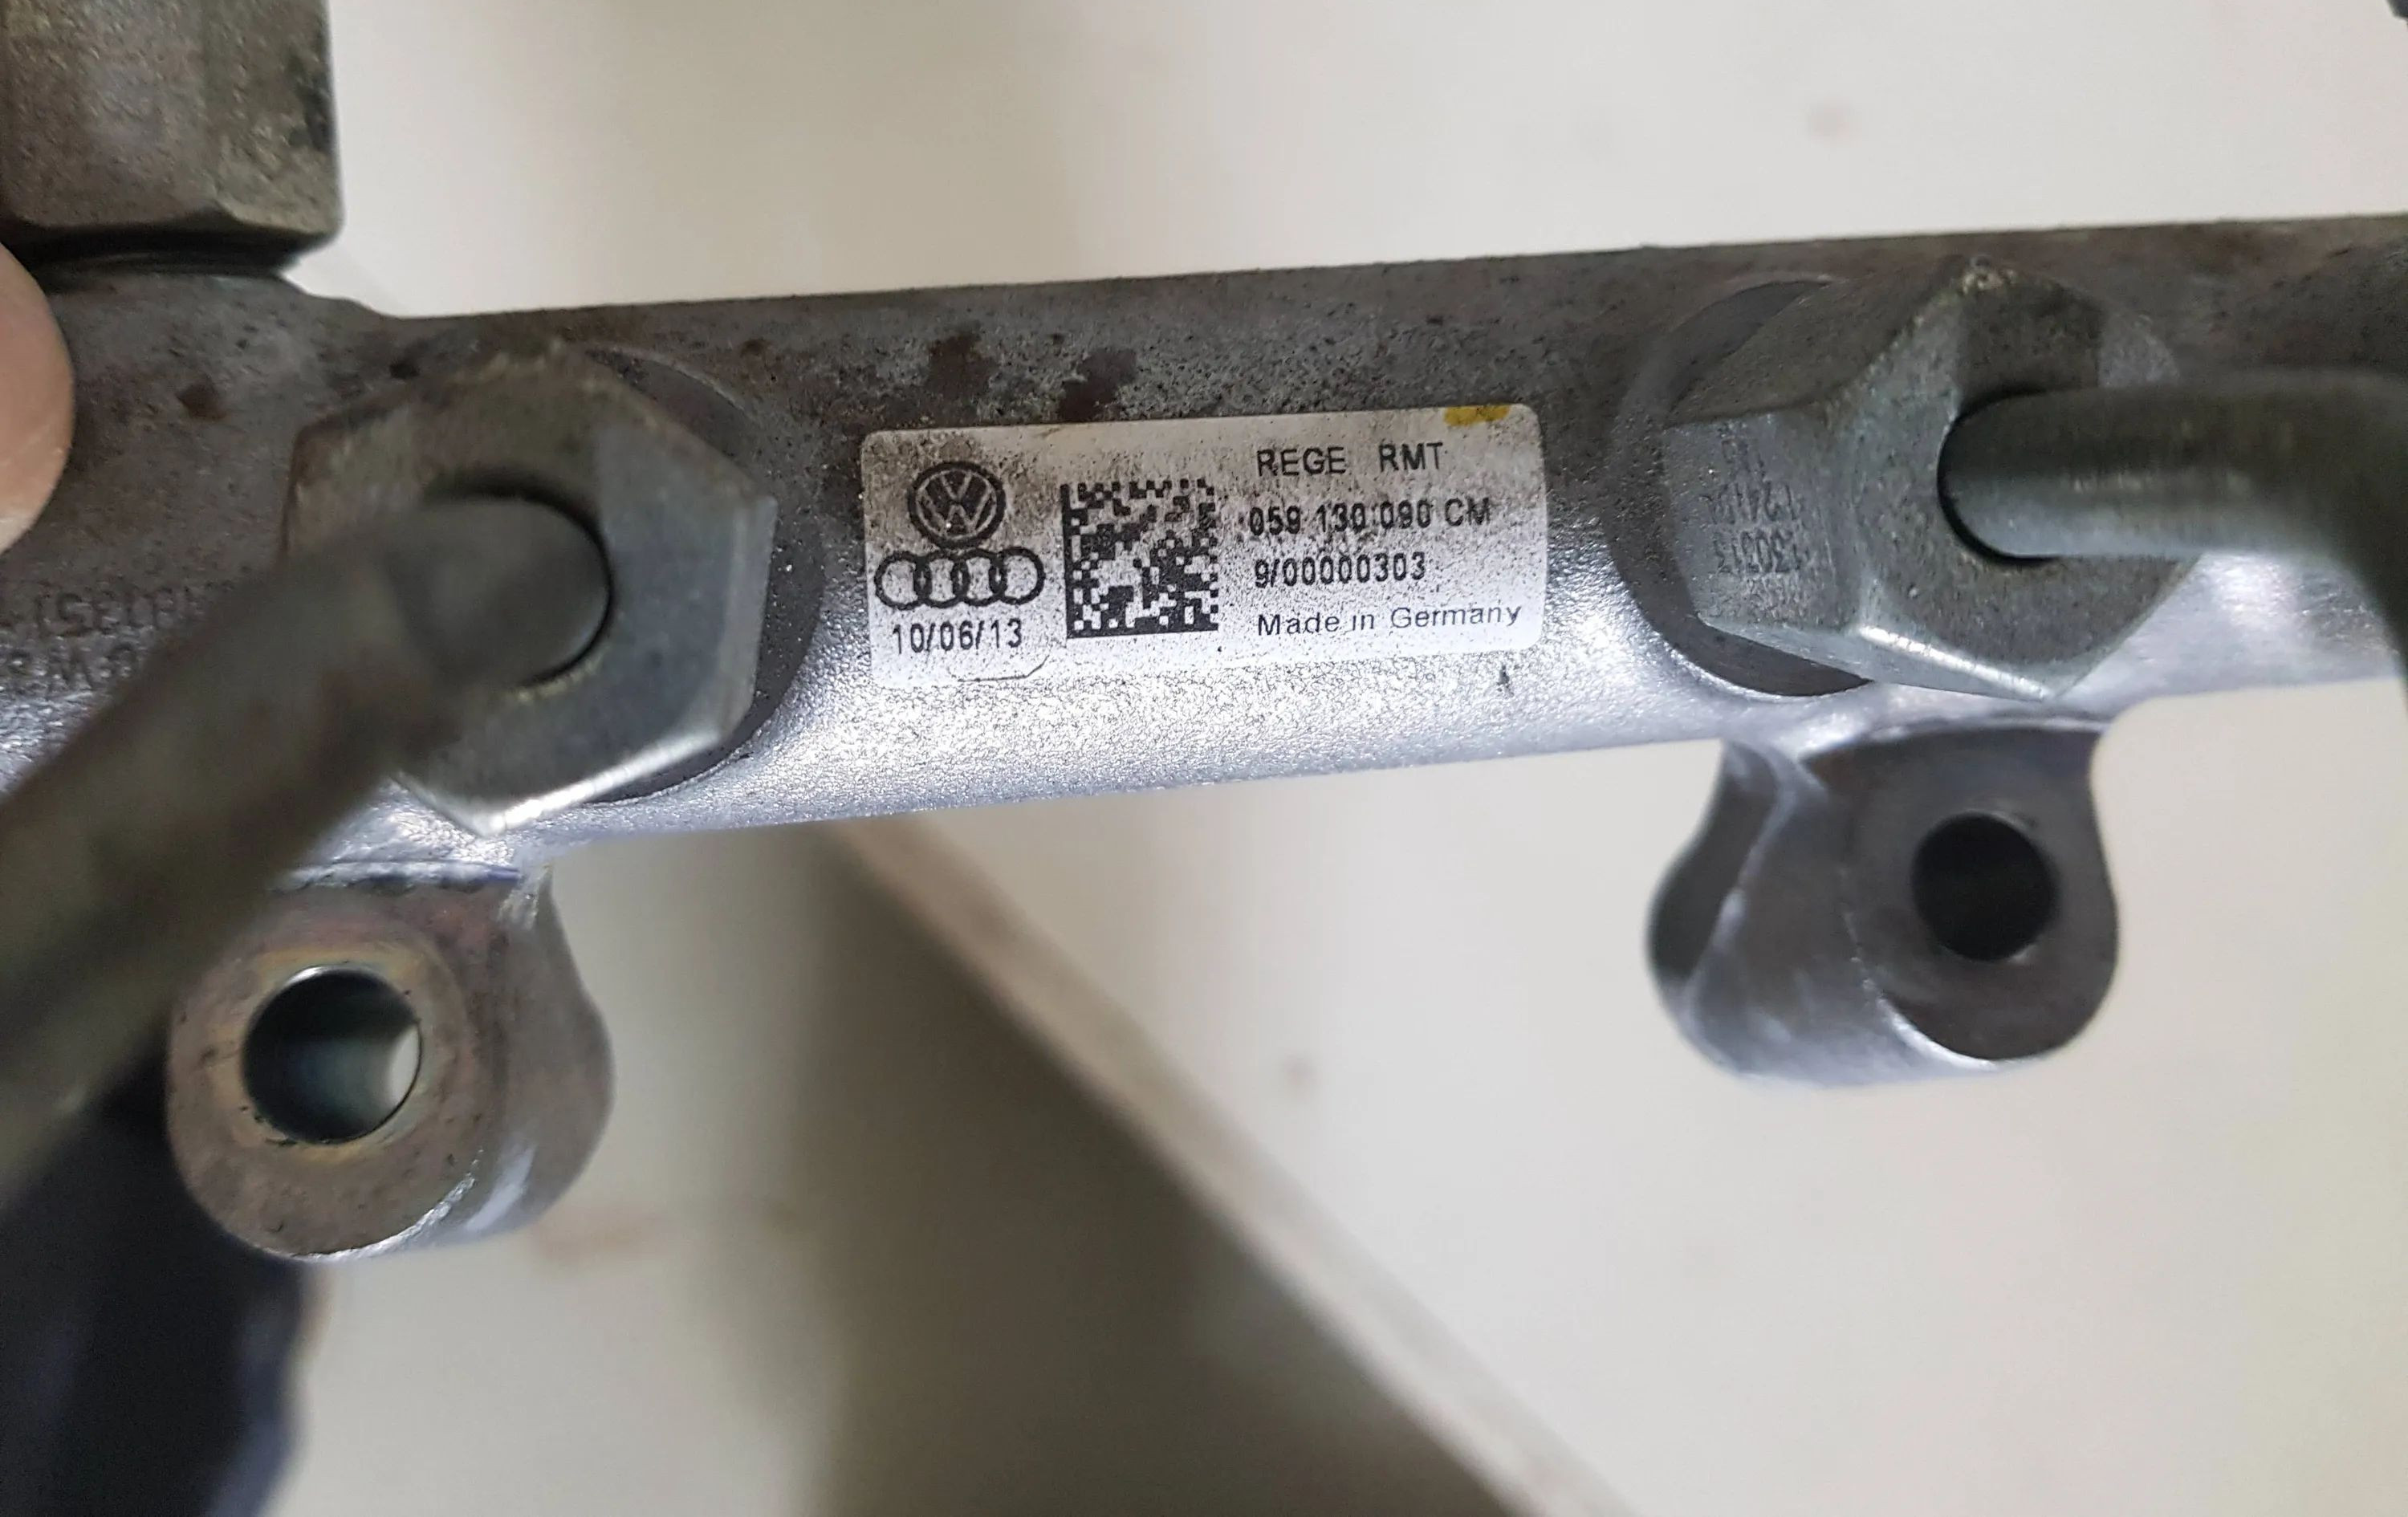 REGE RMT
059 130 090 CM
9/00000303
Made in Germany
10/06/13